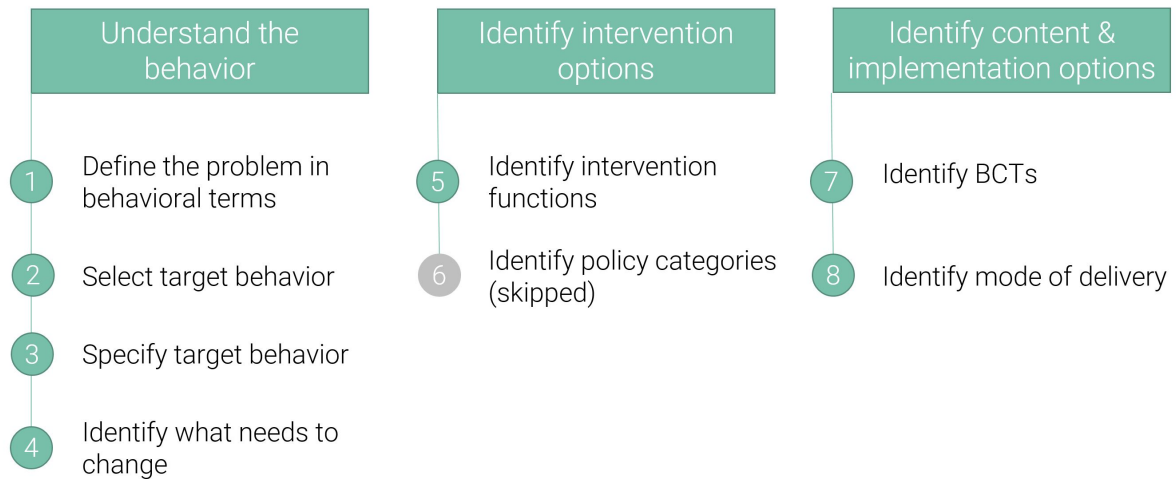 Understand the
behavior
1
Define the problem in
behavioral terms
2
Select target behavior
3
Specify target behavior
4
Identify what needs to
change
Identify intervention
options
5
Identify intervention
functions
6
Identify policy categories
(skipped)
Identify content &
implementation options
7
Identify BCTs
8
Identify mode of delivery